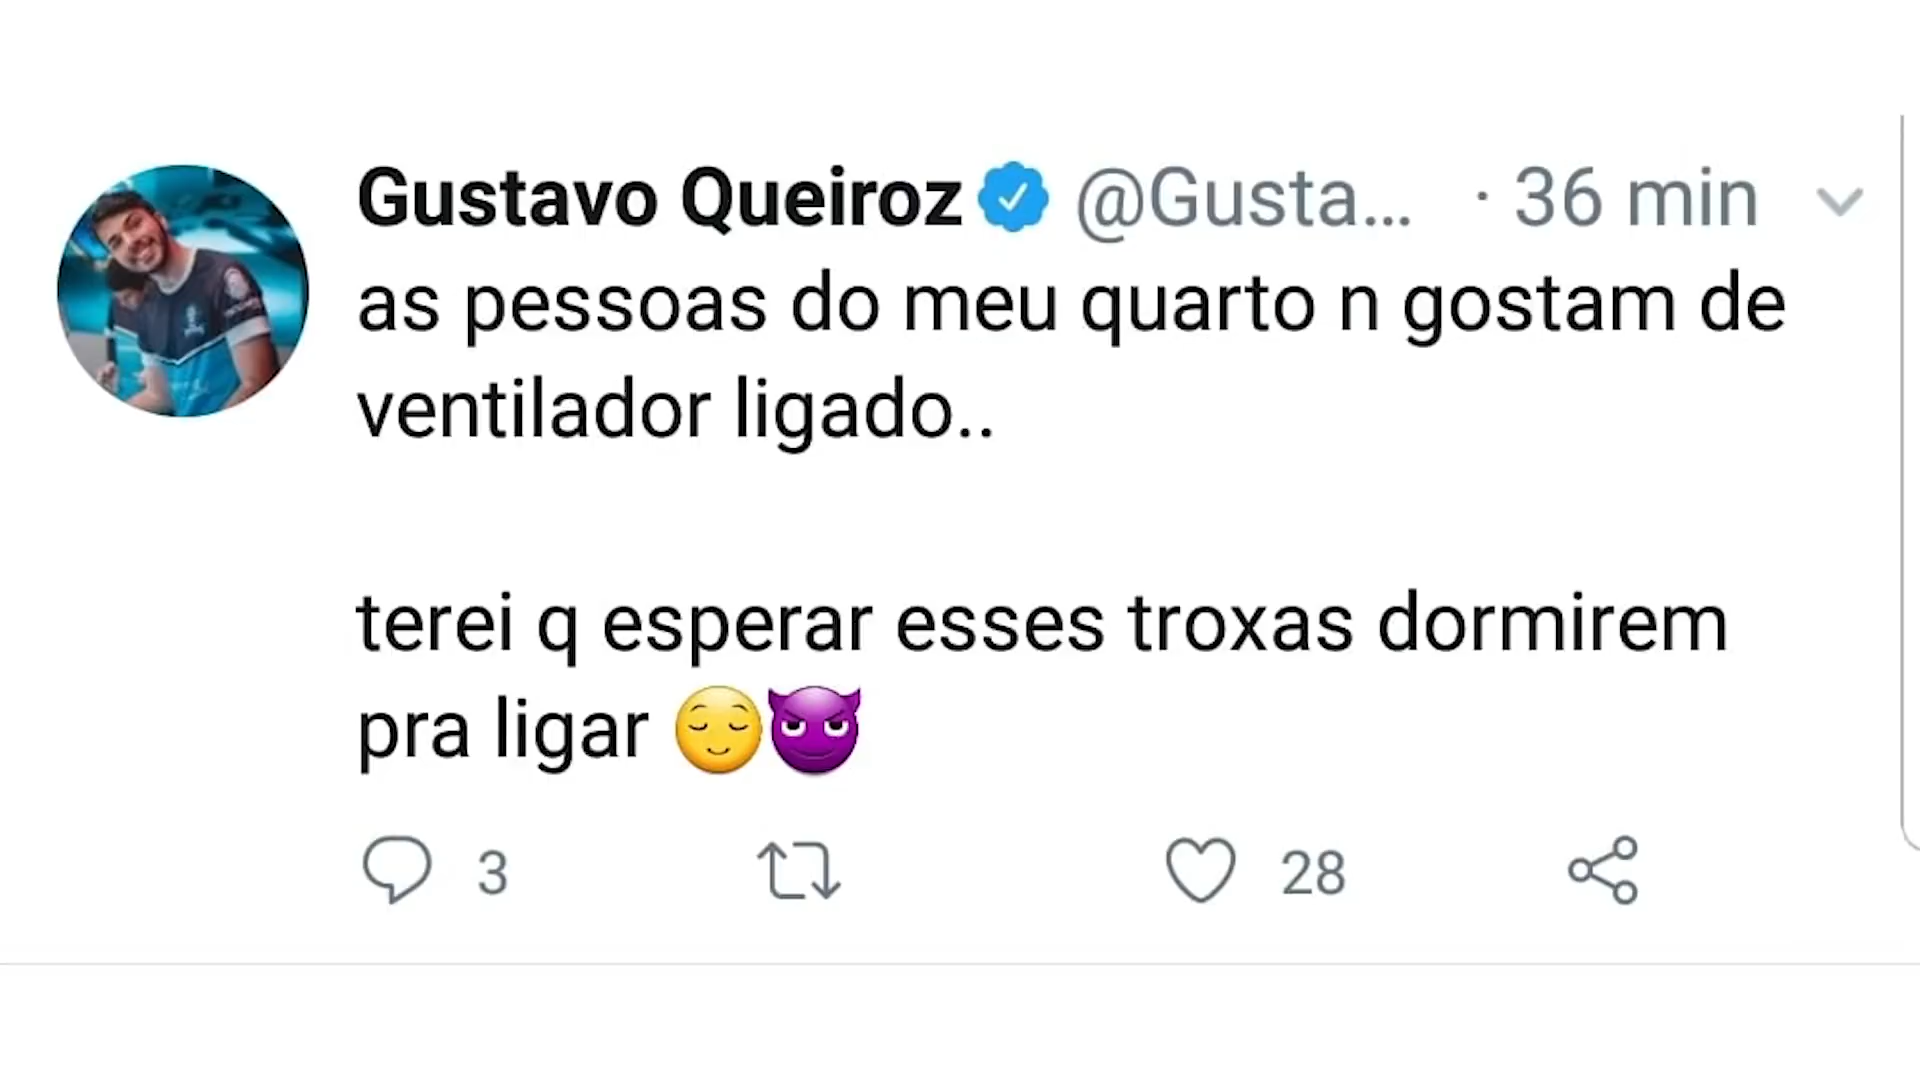 Gustavo Queiroz @Gusta... · 36 min
as pessoas do meu quarto n gostam de
ventilador ligado..
terei q esperar esses troxas dormirem
pra ligar 😌😈
3 28